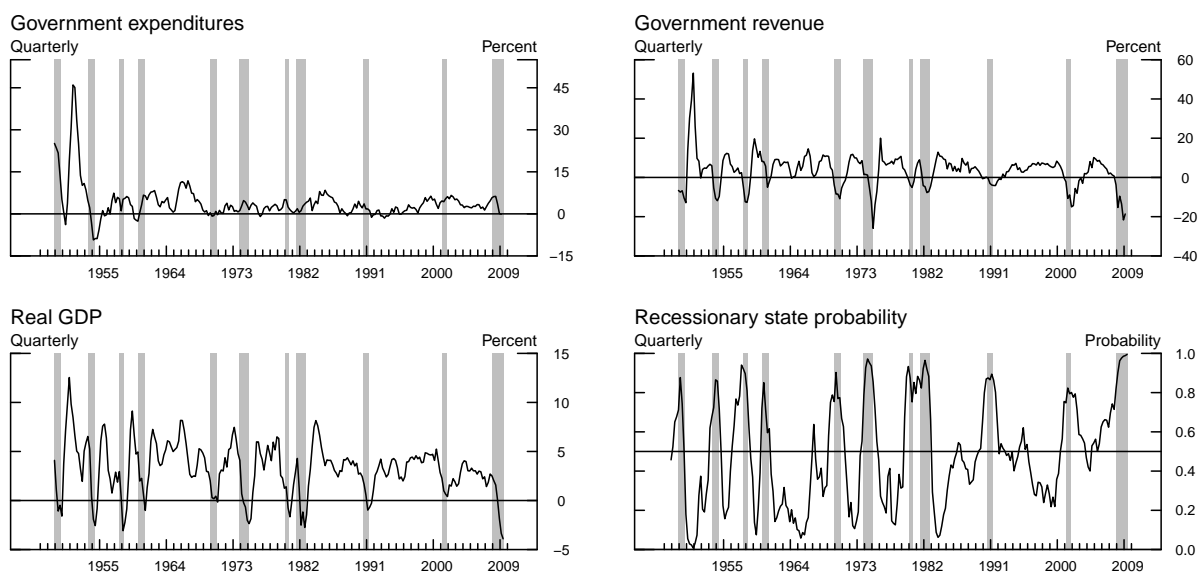 Government expenditures
Quarterly Percent
45
30
15
0
−15
1955 1964 1973 1982 1991 2000 2009
Government revenue
Quarterly Percent
60
40
20
0
−20
−40
1955 1964 1973 1982 1991 2000 2009
Real GDP
Quarterly Percent
15
10
5
0
−5
1955 1964 1973 1982 1991 2000 2009
Recessionary state probability
Quarterly Probability
1.0
0.8
0.6
0.4
0.2
0.0
1955 1964 1973 1982 1991 2000 2009